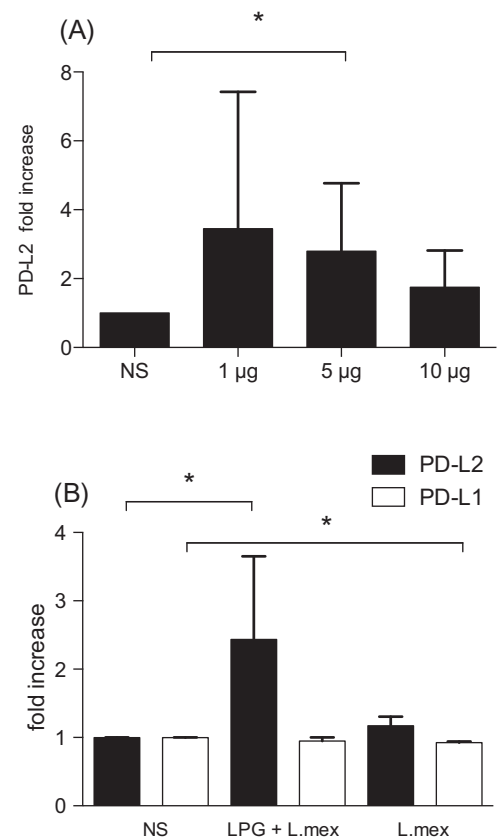 (A)
*
8
6
4
2
0
PD-L2 fold increase
NS 1 µg 5 µg 10 µg
PD-L2
PD-L1
(B)
*
*
4
3
2
1
0
fold increase
NS LPG + L.mex L.mex